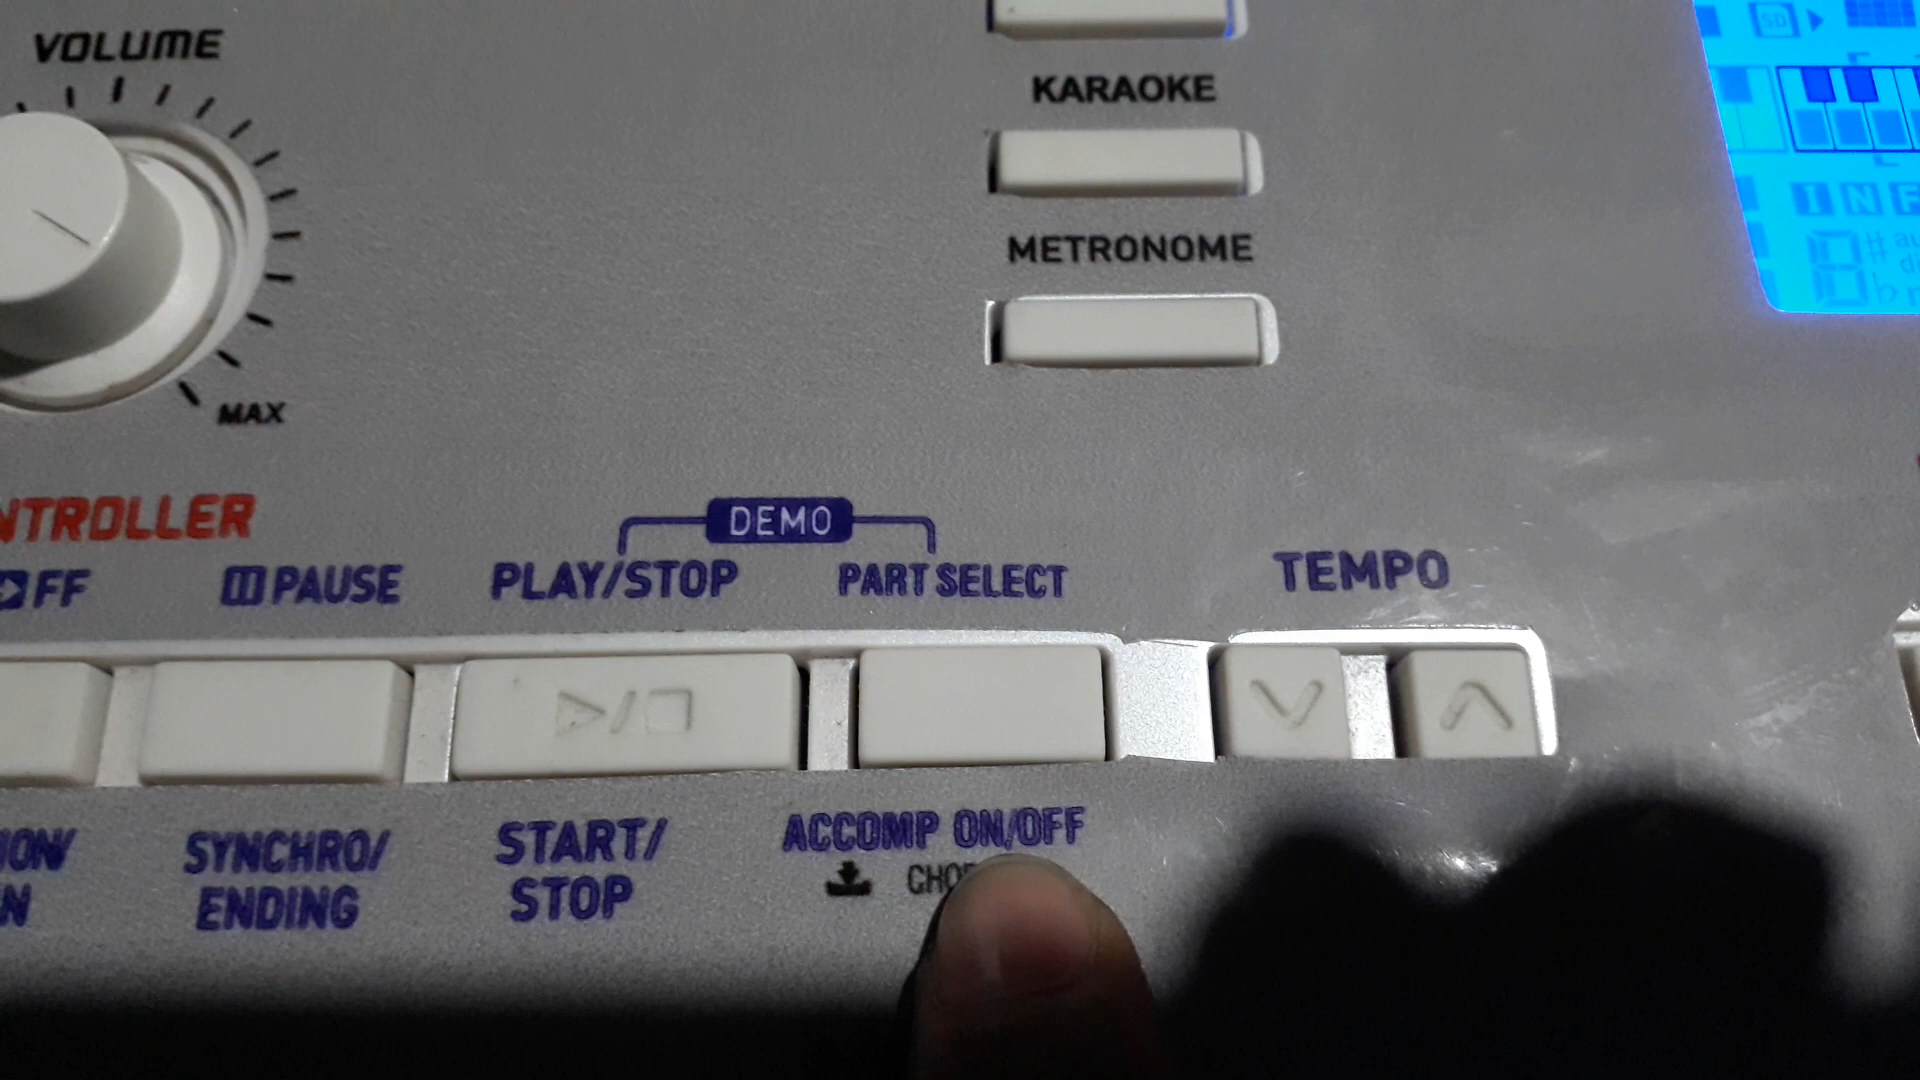 VOLUME
MAX
KARAOKE
METRONOME
SD
DEMO
FF
PAUSE
PLAY/STOP
PART SELECT
TEMPO
SYNCHRO/
ENDING
START/
STOP
ACCOMP ON/OFF